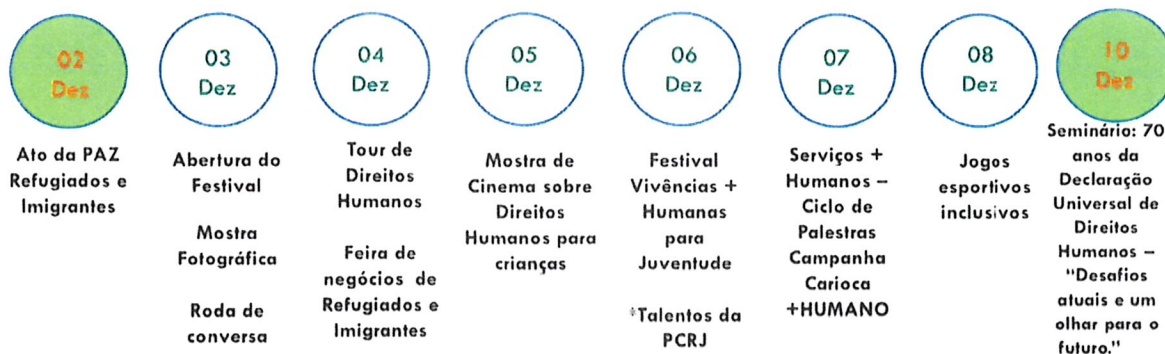 02
Dez
Ato da PAZ
Refugiados e
Imigrantes
03
Dez
Abertura do
Festival
Mostra
Fotográfica
Roda de
conversa
04
Dez
Tour de
Direitos
Humanos
Feira de
negócios de
Refugiados e
Imigrantes
05
Dez
Mostra de
Cinema sobre
Direitos
Humanos para
crianças
06
Dez
Festival
Vivências +
Humanas
para
Juventude
*Talentos da
PCRJ
07
Dez
Serviços +
Humanos –
Ciclo de
Palestras
Campanha
Carioca
+HUMANO
08
Dez
Jogos
esportivos
inclusivos
10
Dez
Seminário: 70
anos da
Declaração
Universal de
Direitos
Humanos –
“Desafios
atuais e um
olhar para o
futuro.”